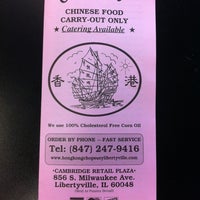 CHINESE FOOD
CARRY-OUT ONLY
★ Catering Available ★
香 港
We use 100% Cholesterol Free Corn Oil
ORDER BY PHONE – FAST SERVICE
Tel: (847) 247-9416
www.hongkongchopsueylibertyville.com
"CAMBRIDGE RETAIL PLAZA"
856 S. Milwaukee Ave.
Libertyville, IL 60048